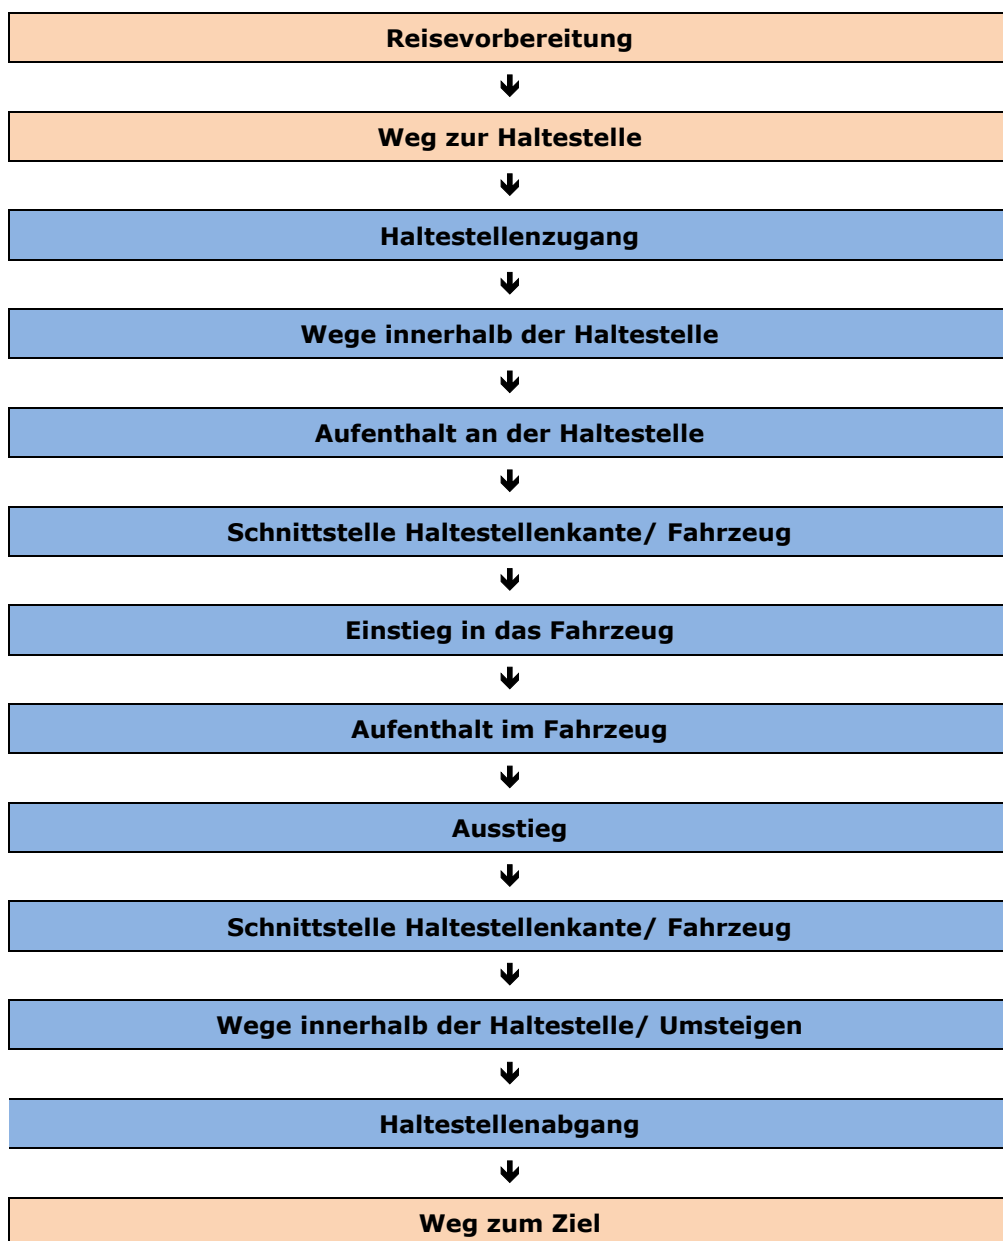 Reisevorbereitung
Weg zur Haltestelle
Haltestellenzugang
Wege innerhalb der Haltestelle
Aufenthalt an der Haltestelle
Schnittstelle Haltestellenkante/ Fahrzeug
Einstieg in das Fahrzeug
Aufenthalt im Fahrzeug
Ausstieg
Schnittstelle Haltestellenkante/ Fahrzeug
Wege innerhalb der Haltestelle/ Umsteigen
Haltestellenabgang
Weg zum Ziel